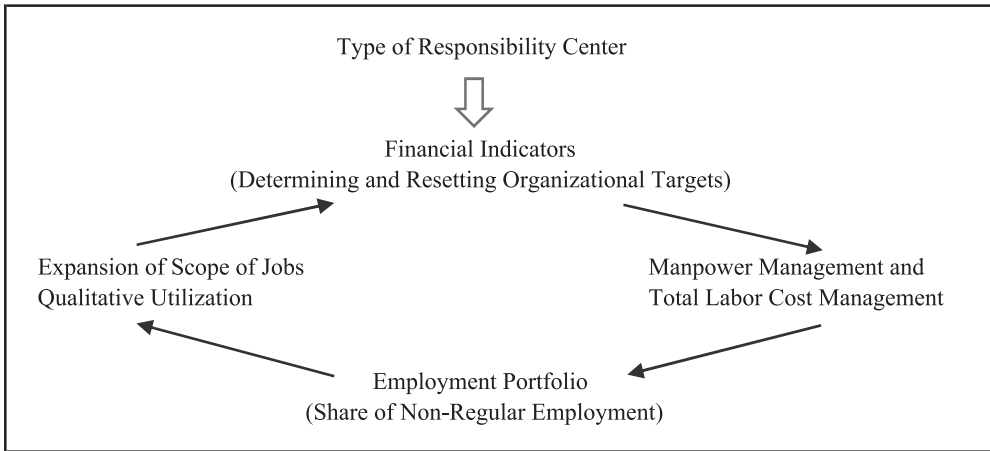 Type of Responsibility Center
Financial Indicators
(Determining and Resetting Organizational Targets)
Expansion of Scope of Jobs
Qualitative Utilization
Manpower Management and
Total Labor Cost Management
Employment Portfolio
(Share of Non-Regular Employment)